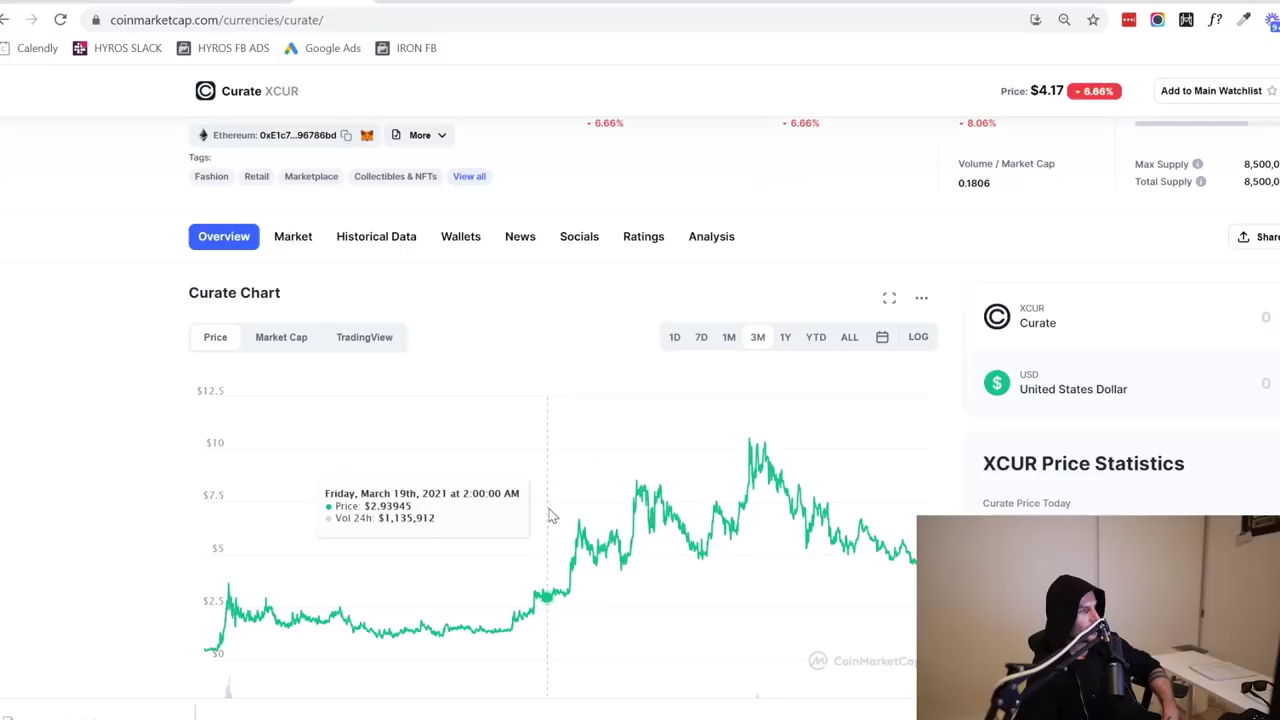 coinmarketcap.com/currencies/curate/
Calendly HYROS SLACK HYROS FB ADS Google Ads IRON FB
Curate XCUR Price: $4.17 6.66% Add to Main Watchlist
Ethereum: 0xE1c7...96786bd More 6.66% 6.66% 8.06%
Tags:
Fashion Retail Marketplace Collectibles & NFTs View all
Volume / Market Cap
0.1806
Max Supply 8,500,0
Total Supply 8,500,0
Overview Market Historical Data Wallets News Socials Ratings Analysis Share
Curate Chart
Price Market Cap TradingView 1D 7D 1M 3M 1Y YTD ALL LOG
$12.5
$10
$7.5
$5
$2.5
$0
Friday, March 19th, 2021 at 2:00:00 AM
Price: $2.93945
Vol 24h: $1,135,912
CoinMarketCap
XCUR
Curate 0
USD
United States Dollar 0
XCUR Price Statistics
Curate Price Today